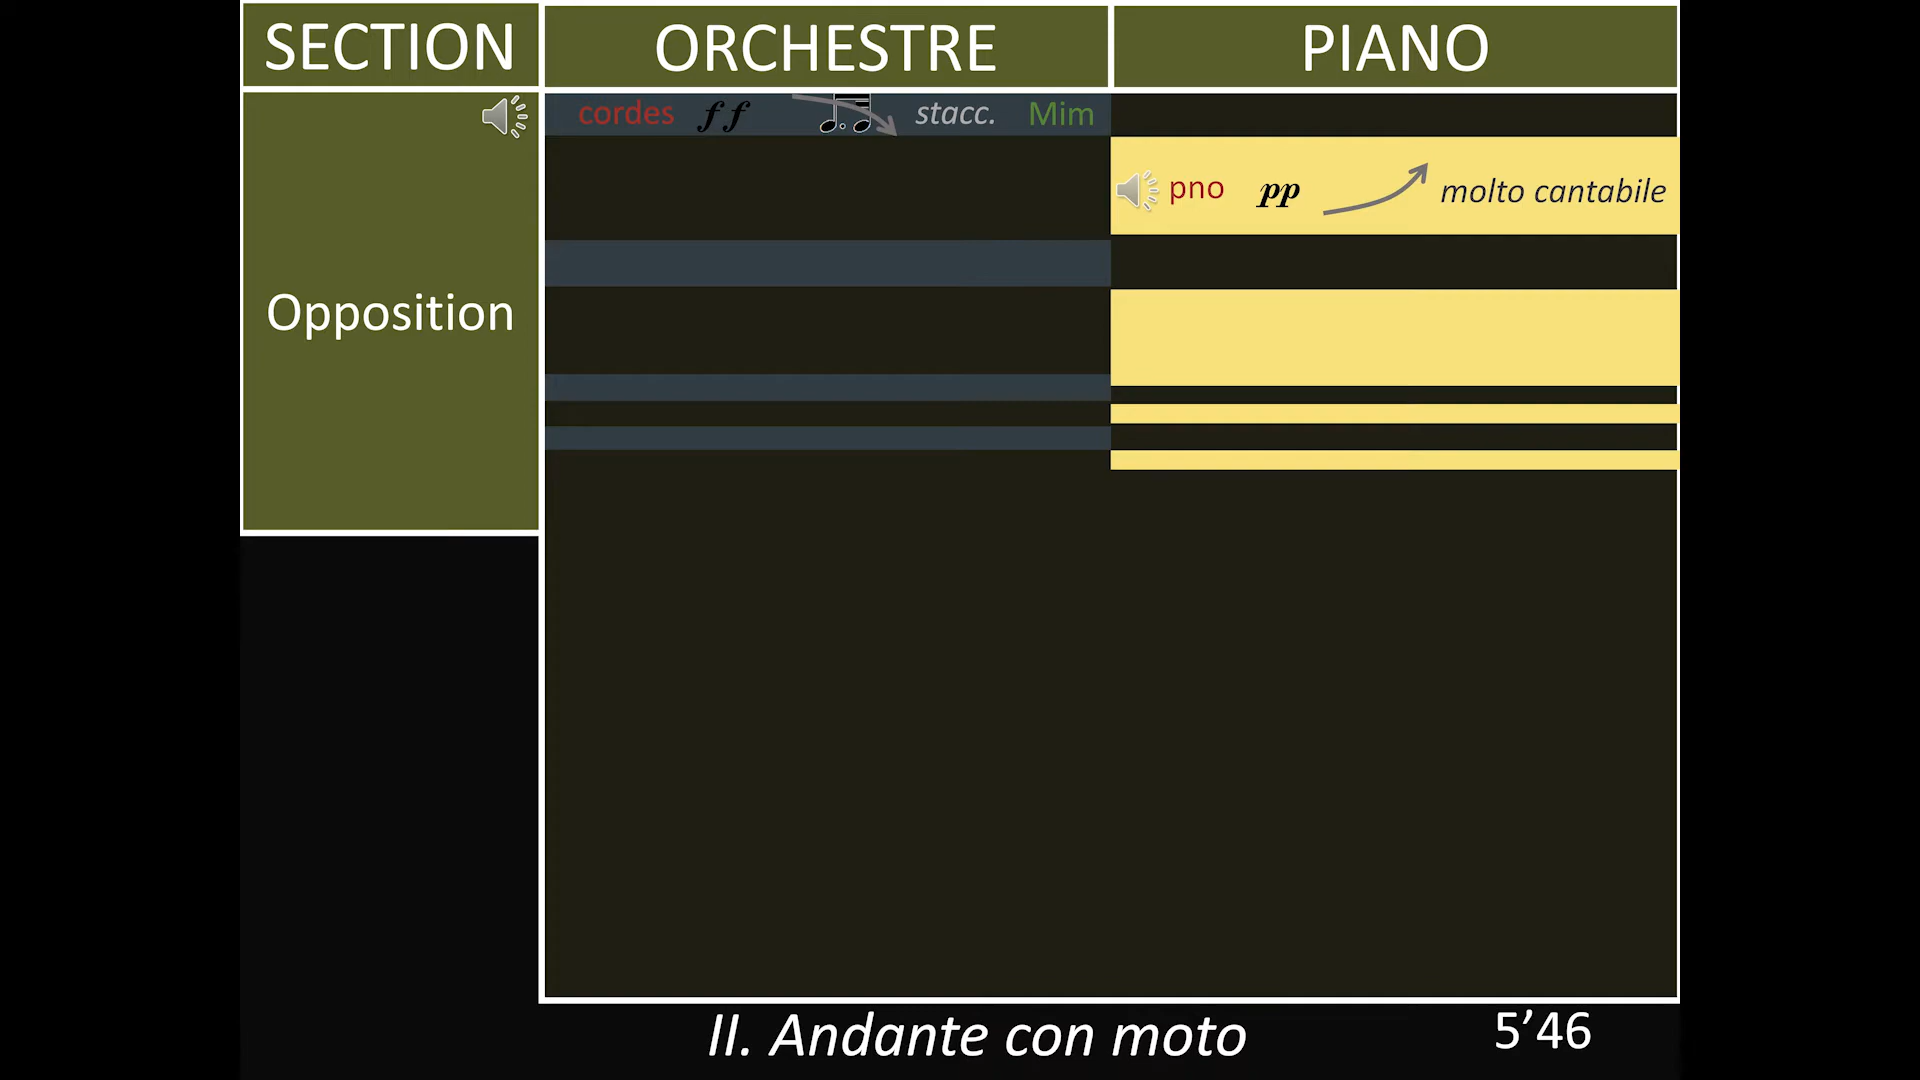 SECTION ORCHESTRE PIANO
cordes ff stacc. Mim
pno pp molto cantabile
Opposition
II. Andante con moto 5’46